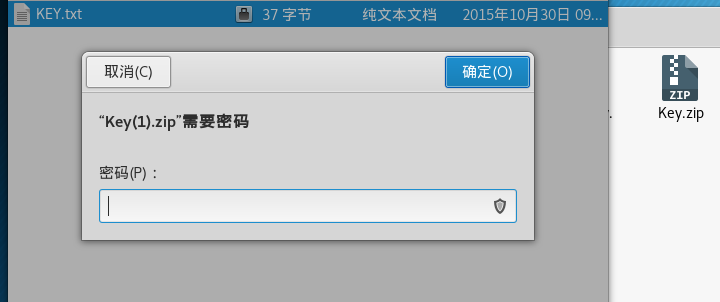 KEY.txt 37 字节 纯文本文档 2015年10月30日 09...
取消(C) 确定(O)
“Key(1).zip”需要密码
密码(P) :
ZIP
Key.zip